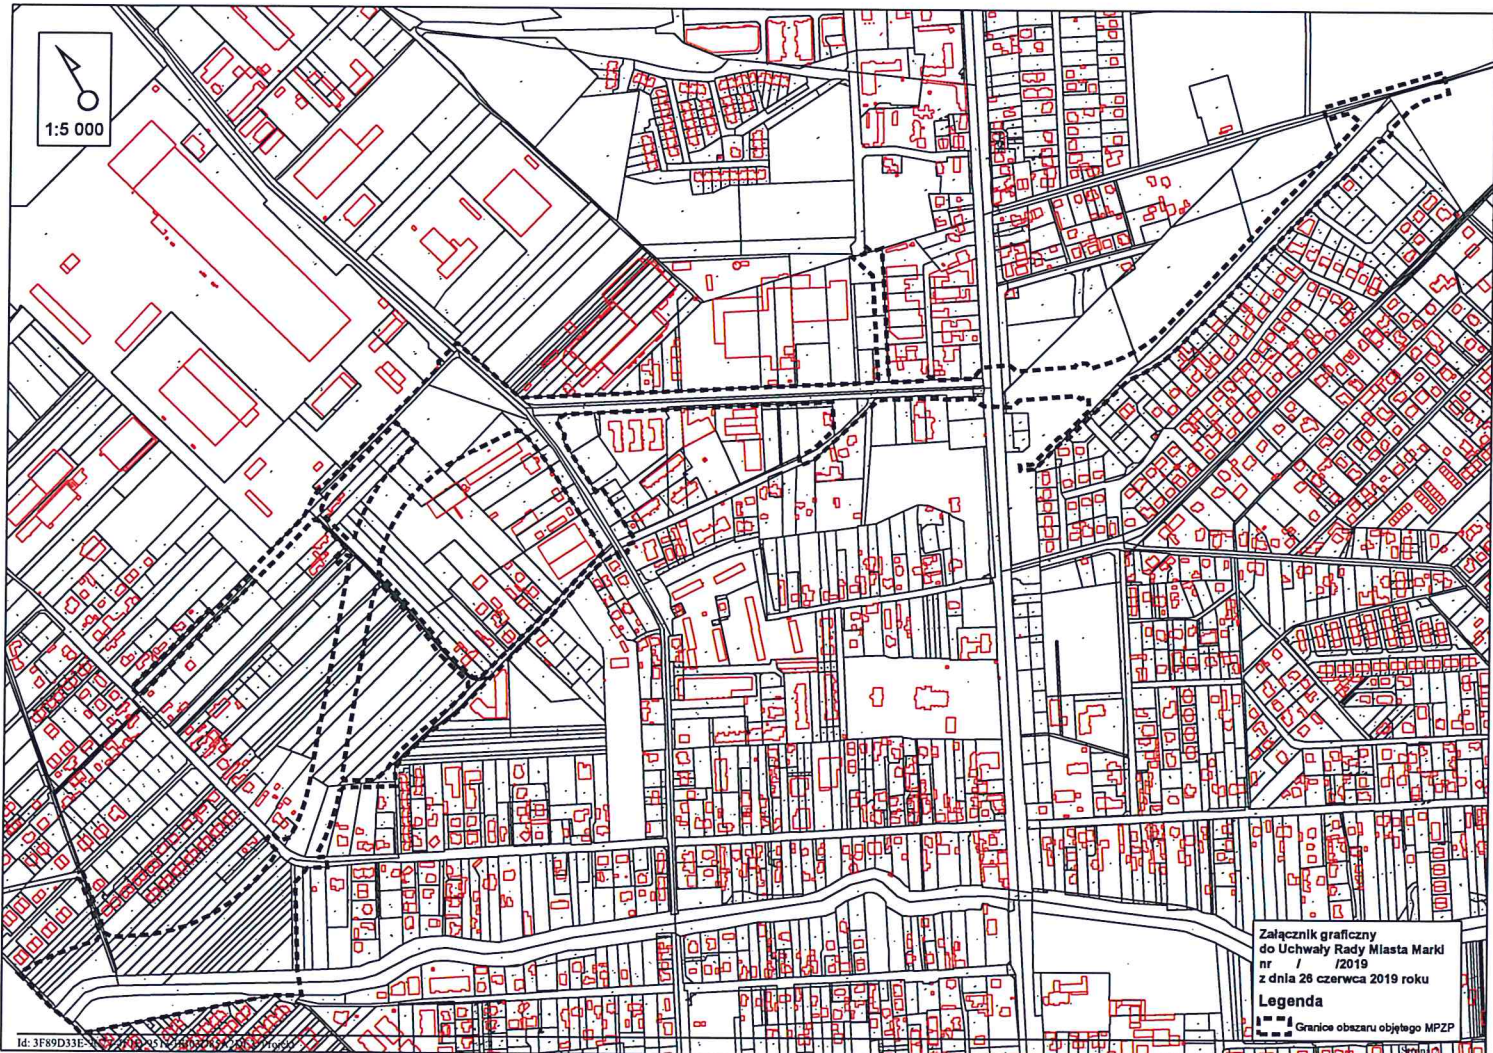 1:5 000
Załącznik graficzny
do Uchwały Rady Miasta Marki
nr / /2019
z dnia 26 czerwca 2019 roku
Legenda
Granice obszaru objętego MPZP